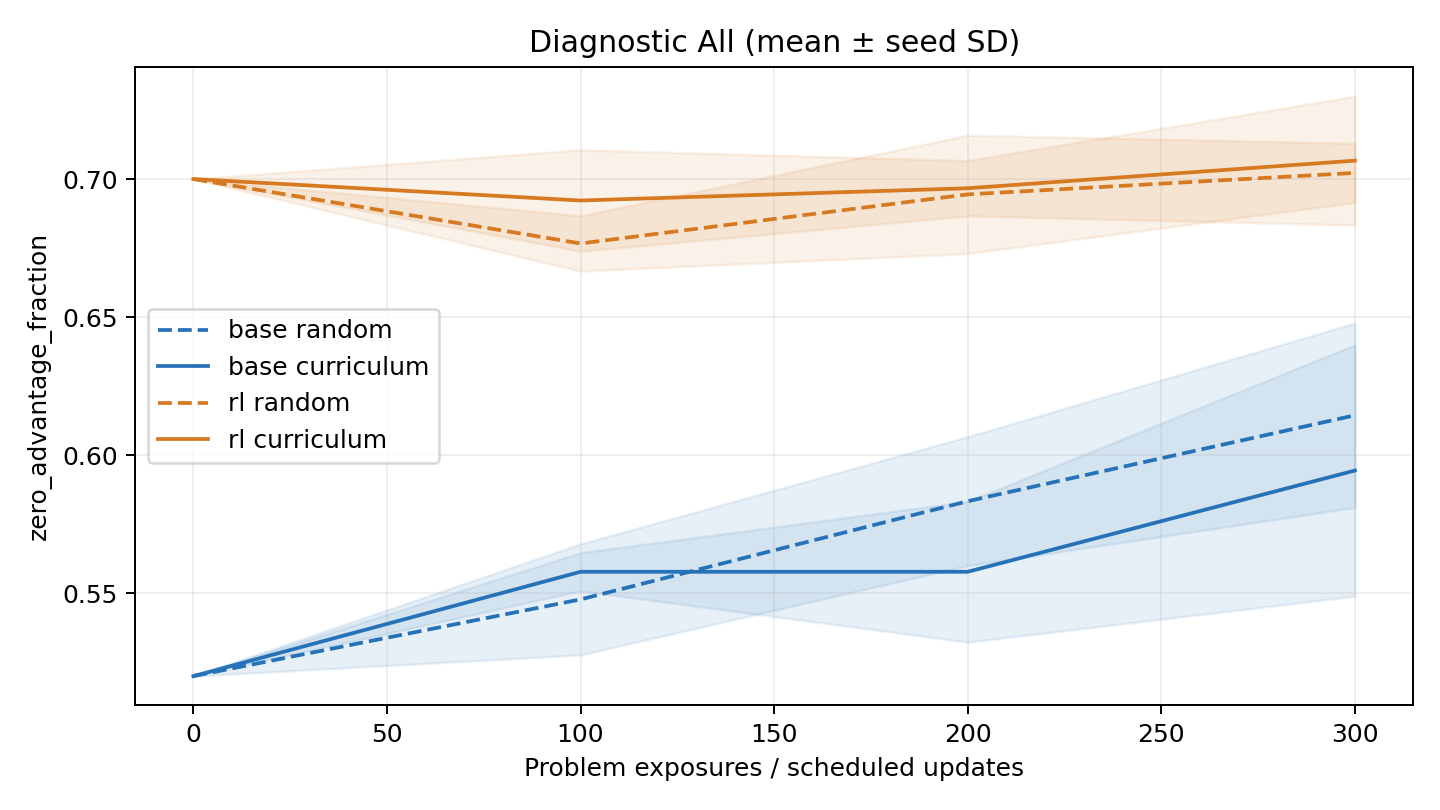 Diagnostic All (mean ± seed SD)
zero_advantage_fraction
0.70
0.65
0.60
0.55
base random
base curriculum
rl random
rl curriculum
0 50 100 150 200 250 300
Problem exposures / scheduled updates